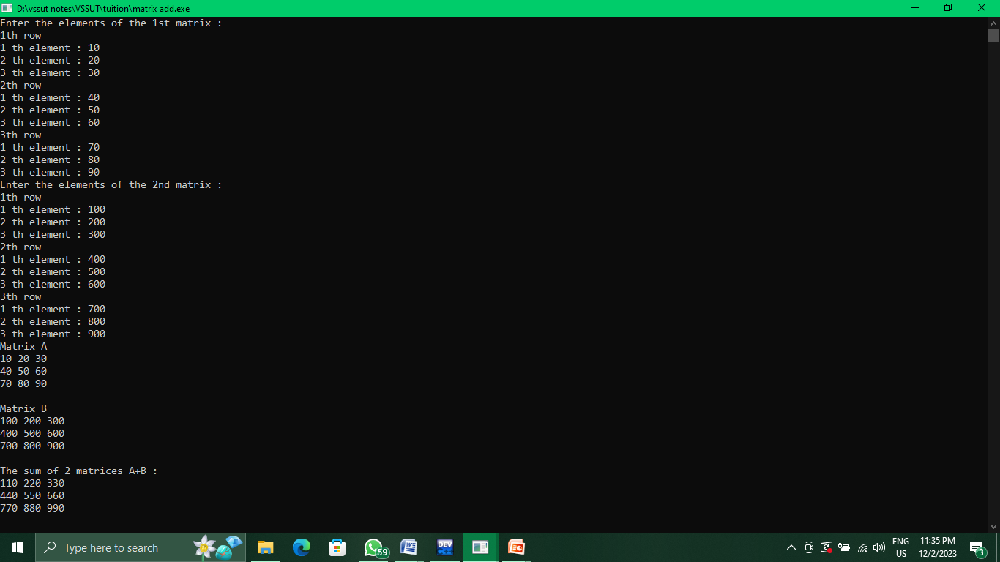 D:\vssut notes\VSSUT\tuition\matrix add.exe
Enter the elements of the 1st matrix :
1th row
1 th element : 10
2 th element : 20
3 th element : 30
2th row
1 th element : 40
2 th element : 50
3 th element : 60
3th row
1 th element : 70
2 th element : 80
3 th element : 90
Enter the elements of the 2nd matrix :
1th row
1 th element : 100
2 th element : 200
3 th element : 300
2th row
1 th element : 400
2 th element : 500
3 th element : 600
3th row
1 th element : 700
2 th element : 800
3 th element : 900
Matrix A
10 20 30
40 50 60
70 80 90
Matrix B
100 200 300
400 500 600
700 800 900
The sum of 2 matrices A+B :
110 220 330
440 550 660
770 880 990
Type here to search
59
W
DEV
ENG
US
11:35 PM
12/2/2023
3